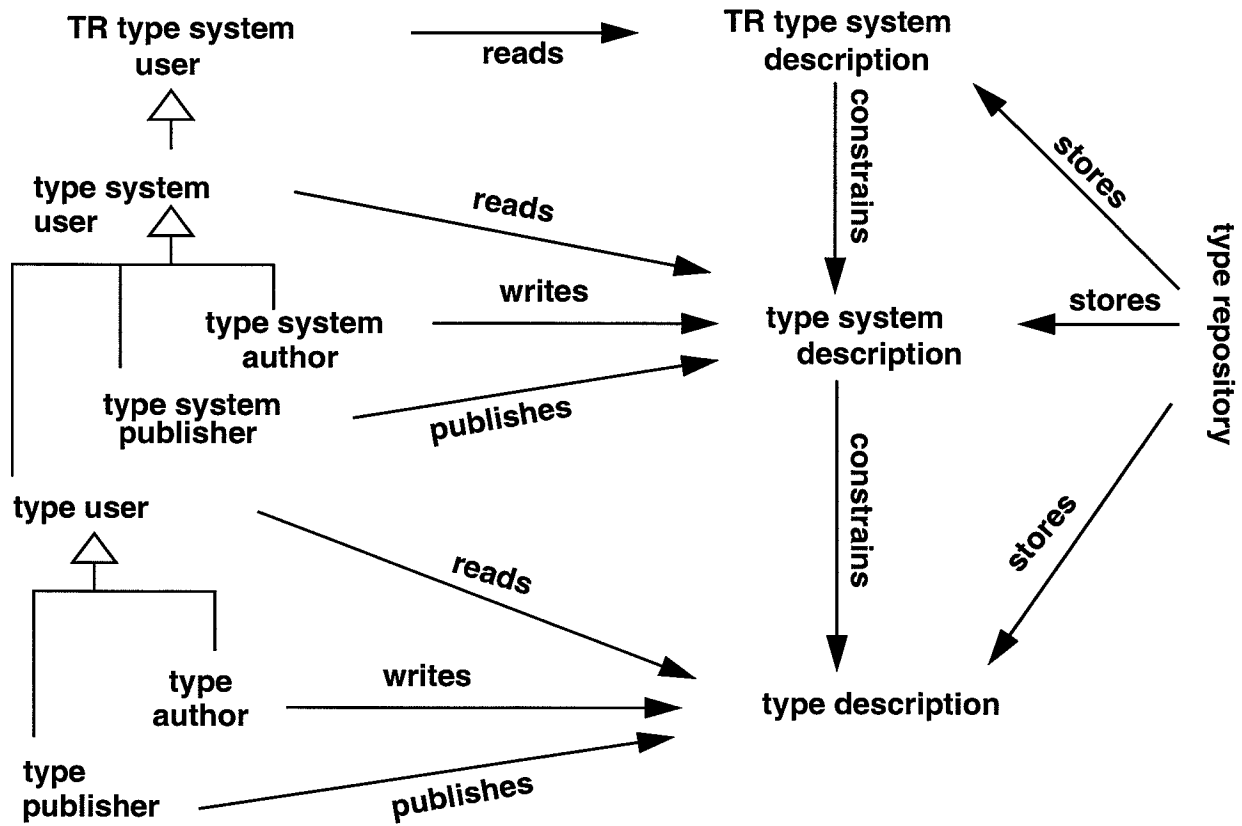 TR type system
user
reads
TR type system
description
constrains
stores
type system
user
reads
type repository
writes
stores
type system
author
type system
description
type system
publisher
publishes
constrains
type user
stores
reads
type
author
writes
type description
type
publisher
publishes